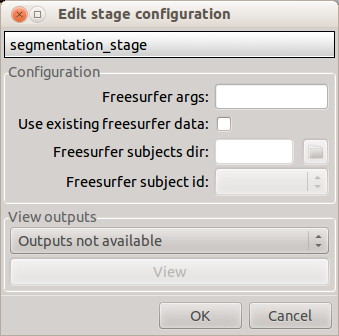 Edit stage configuration
segmentation_stage
Configuration
Freesurfer args:
Use existing freesurfer data:
Freesurfer subjects dir:
Freesurfer subject id:
View outputs
Outputs not available
View
OK Cancel